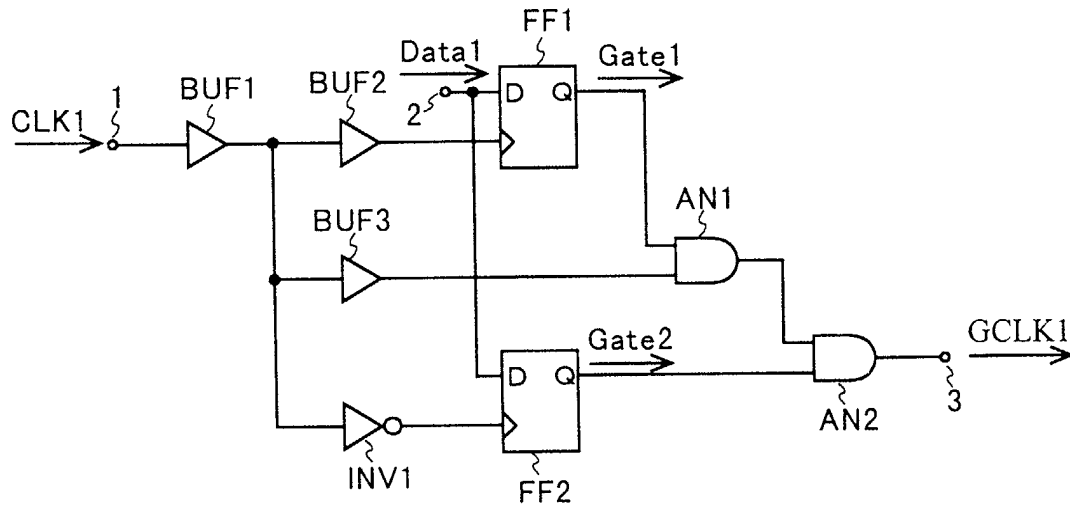 FF1
Data1
Gate1
BUF1
BUF2
1
2
D
Q
CLK1
AN1
BUF3
Gate2
GCLK1
D
Q
3
AN2
INV1
FF2